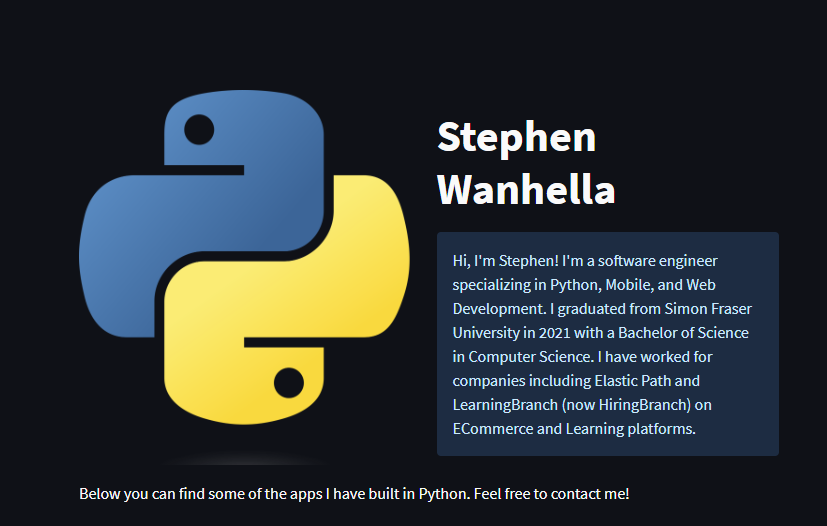 Stephen
Wanhella
Hi, I'm Stephen! I'm a software engineer
specializing in Python, Mobile, and Web
Development. I graduated from Simon Fraser
University in 2021 with a Bachelor of Science
in Computer Science. I have worked for
companies including Elastic Path and
LearningBranch (now HiringBranch) on
ECommerce and Learning platforms.
Below you can find some of the apps I have built in Python. Feel free to contact me!